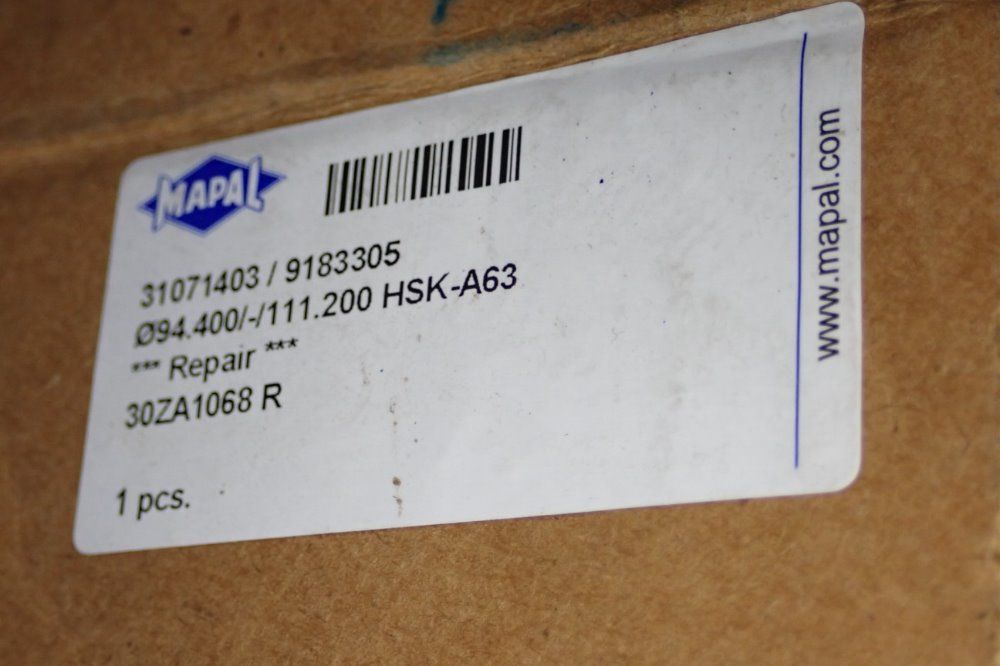 MAPAL
31071403 / 9183305
Ø94.400/-/111.200 HSK-A63
*** Repair ***
30ZA1068 R
1 pcs.
www.mapal.com